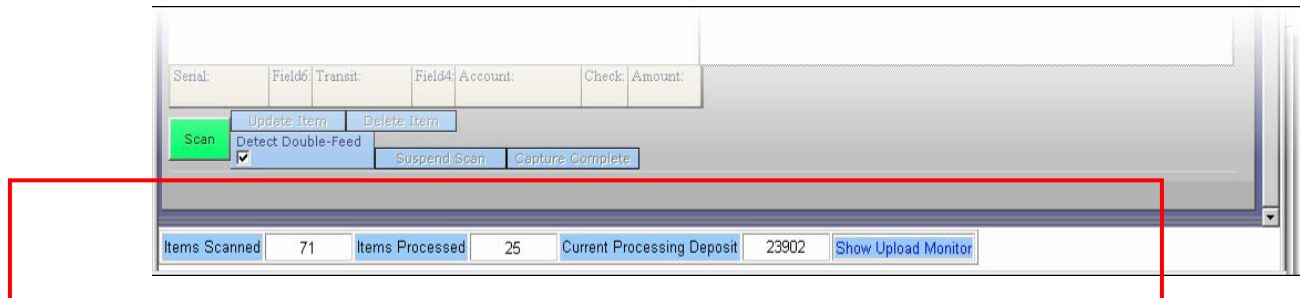 Serial: Field6: Transit: Field4: Account: Check: Amount:
Update Item Delete Item
Scan
Detect Double-Feed
Suspend Scan Capture Complete
Items Scanned 71 Items Processed 25 Current Processing Deposit 23902 Show Upload Monitor